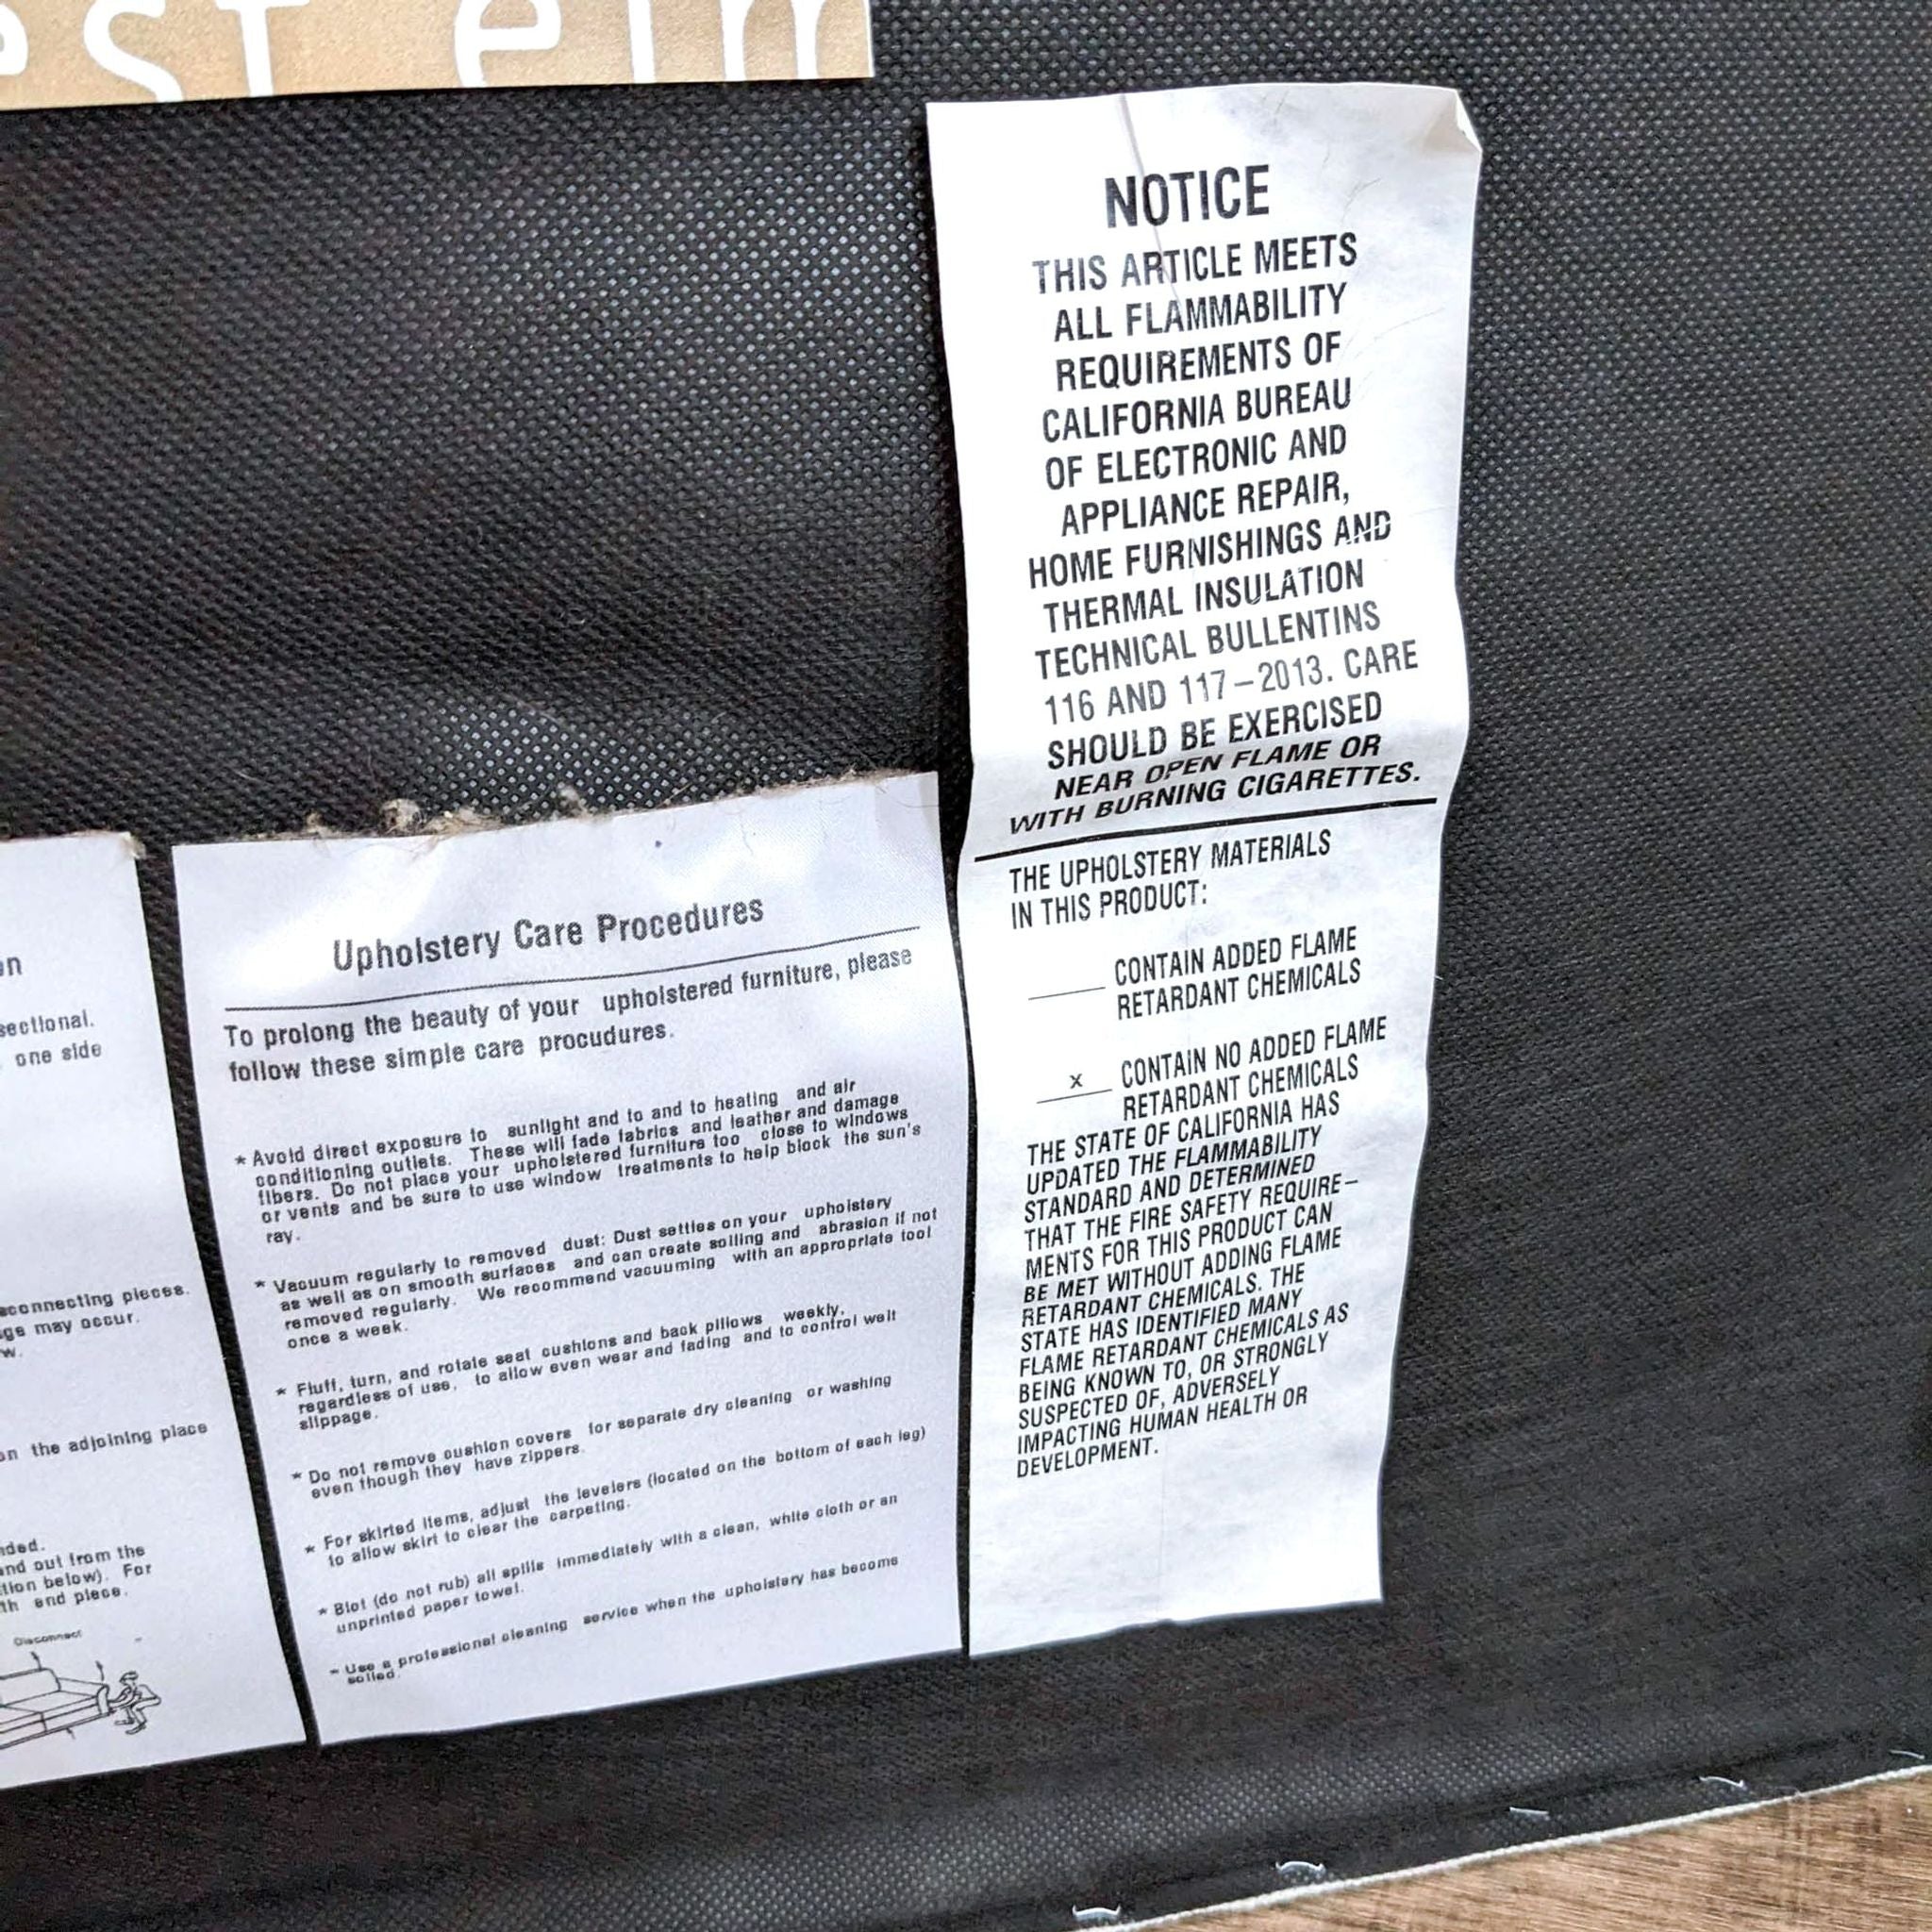 est elm
NOTICE
THIS ARTICLE MEETS
ALL FLAMMABILITY
REQUIREMENTS OF
CALIFORNIA BUREAU
OF ELECTRONIC AND
APPLIANCE REPAIR,
HOME FURNISHINGS AND
THERMAL INSULATION
TECHNICAL BULLENTINS
116 AND 117-2013. CARE
SHOULD BE EXERCISED
NEAR OPEN FLAME OR
WITH BURNING CIGARETTES.
THE UPHOLSTERY MATERIALS
IN THIS PRODUCT:
CONTAIN ADDED FLAME
RETARDANT CHEMICALS
x CONTAIN NO ADDED FLAME
RETARDANT CHEMICALS
THE STATE OF CALIFORNIA HAS
UPDATED THE FLAMMABILITY
STANDARD AND DETERMINED
THAT THE FIRE SAFETY REQUIRE-
MENTS FOR THIS PRODUCT CAN
BE MET WITHOUT ADDING FLAME
RETARDANT CHEMICALS. THE
STATE HAS IDENTIFIED MANY
FLAME RETARDANT CHEMICALS AS
BEING KNOWN TO, OR STRONGLY
SUSPECTED OF, ADVERSELY
IMPACTING HUMAN HEALTH OR
DEVELOPMENT.
Upholstery Care Procedures
To prolong the beauty of your upholstered furniture, please
follow these simple care procudures.
* Avoid direct exposure to sunlight and to and to heating and air
conditioning outlets. These will fade fabrics and leather and damage
fibers. Do not place your upholstered furniture too close to windows
or vents and be sure to use window treatments to help block the sun's
ray.
* Vacuum regularly to removed dust: Dust settles on your upholstery
as well as on smooth surfaces and can create soiling and abrasion if not
removed regularly. We recommend vacuuming with an appropriate tool
once a week.
* Fluff, turn, and rotate seat cushions and back pillows weekly,
regardless of use, to allow even wear and fading and to control welt
slippage.
* Do not remove cushion covers for separate dry cleaning or washing
even though they have zippers.
* For skirted items, adjust the levelers (located on the bottom of each leg)
to allow skirt to clear the carpeting.
* Blot (do not rub) all spills immediately with a clean, white cloth or an
unprinted paper towel.
- Use a professional cleaning service when the upholstery has become
soiled.
on
sectional.
one side
connecting pieces.
ge may occur.
w.
on the adjoining place
ded.
and out from the
tion below). For
th end piece.
Disconnect